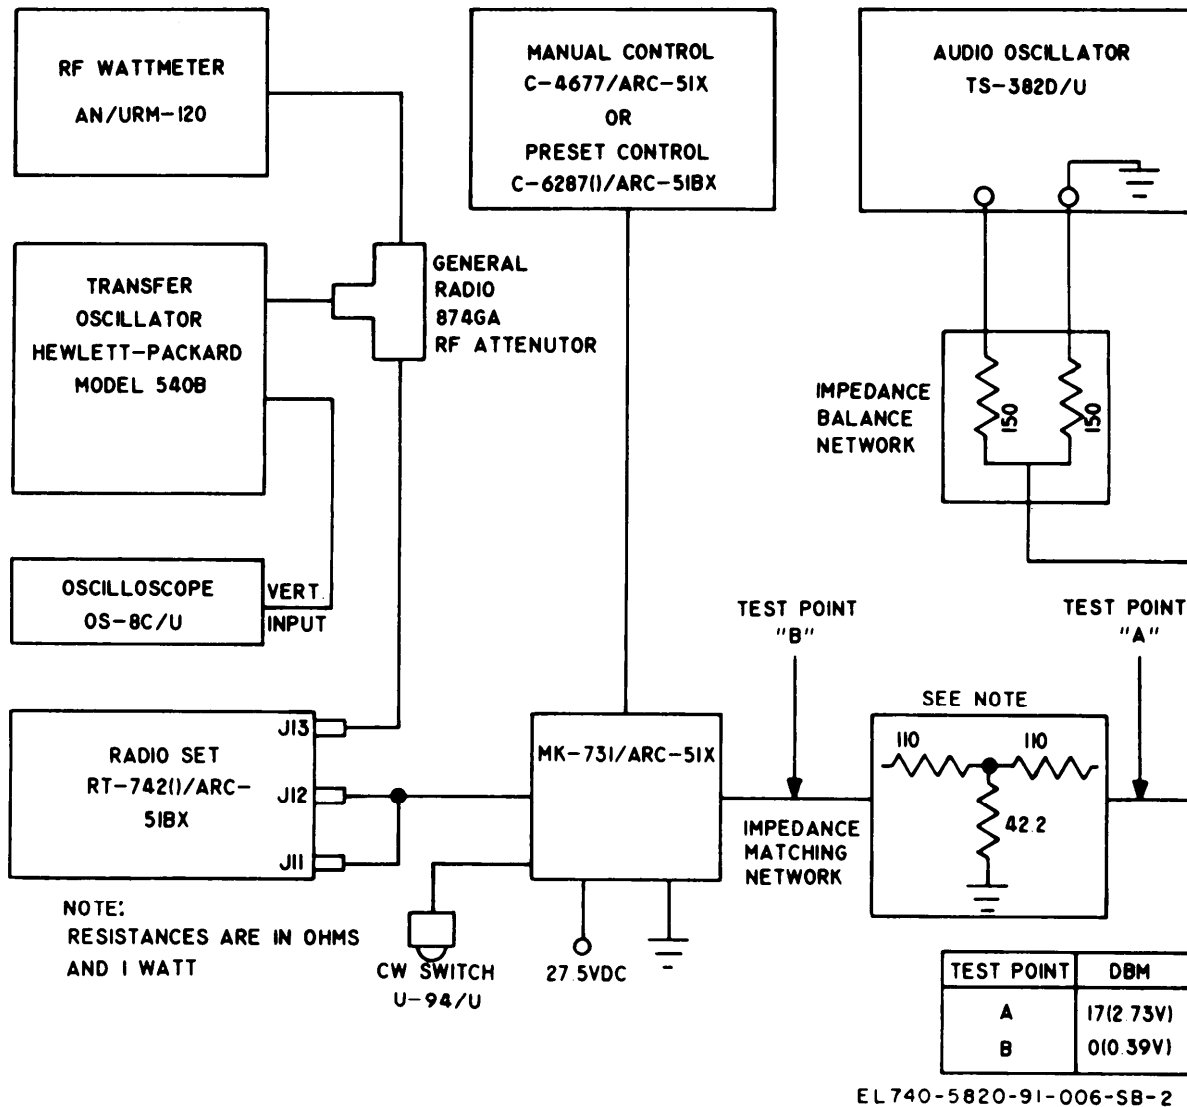 RF WATTMETER
AN/URM-120
MANUAL CONTROL
C-4677/ARC-51X
OR
PRESET CONTROL
C-6287()/ARC-51BX
AUDIO OSCILLATOR
TS-382D/U
TRANSFER
OSCILLATOR
HEWLETT-PACKARD
MODEL 540B
GENERAL
RADIO
874GA
RF ATTENUTOR
IMPEDANCE
BALANCE
NETWORK
150
150
OSCILLOSCOPE
OS-8C/U
VERT.
INPUT
TEST POINT
"B"
TEST POINT
"A"
RADIO SET
RT-742()/ARC-
51BX
J13
J12
J11
MK-731/ARC-51X
SEE NOTE
110
110
42.2
IMPEDANCE
MATCHING
NETWORK
NOTE:
RESISTANCES ARE IN OHMS
AND 1 WATT
CW SWITCH
U-94/U
27.5VDC
TEST POINT DBM
A 17(2.73V)
B 0(0.39V)
EL740-5820-91-006-SB-2